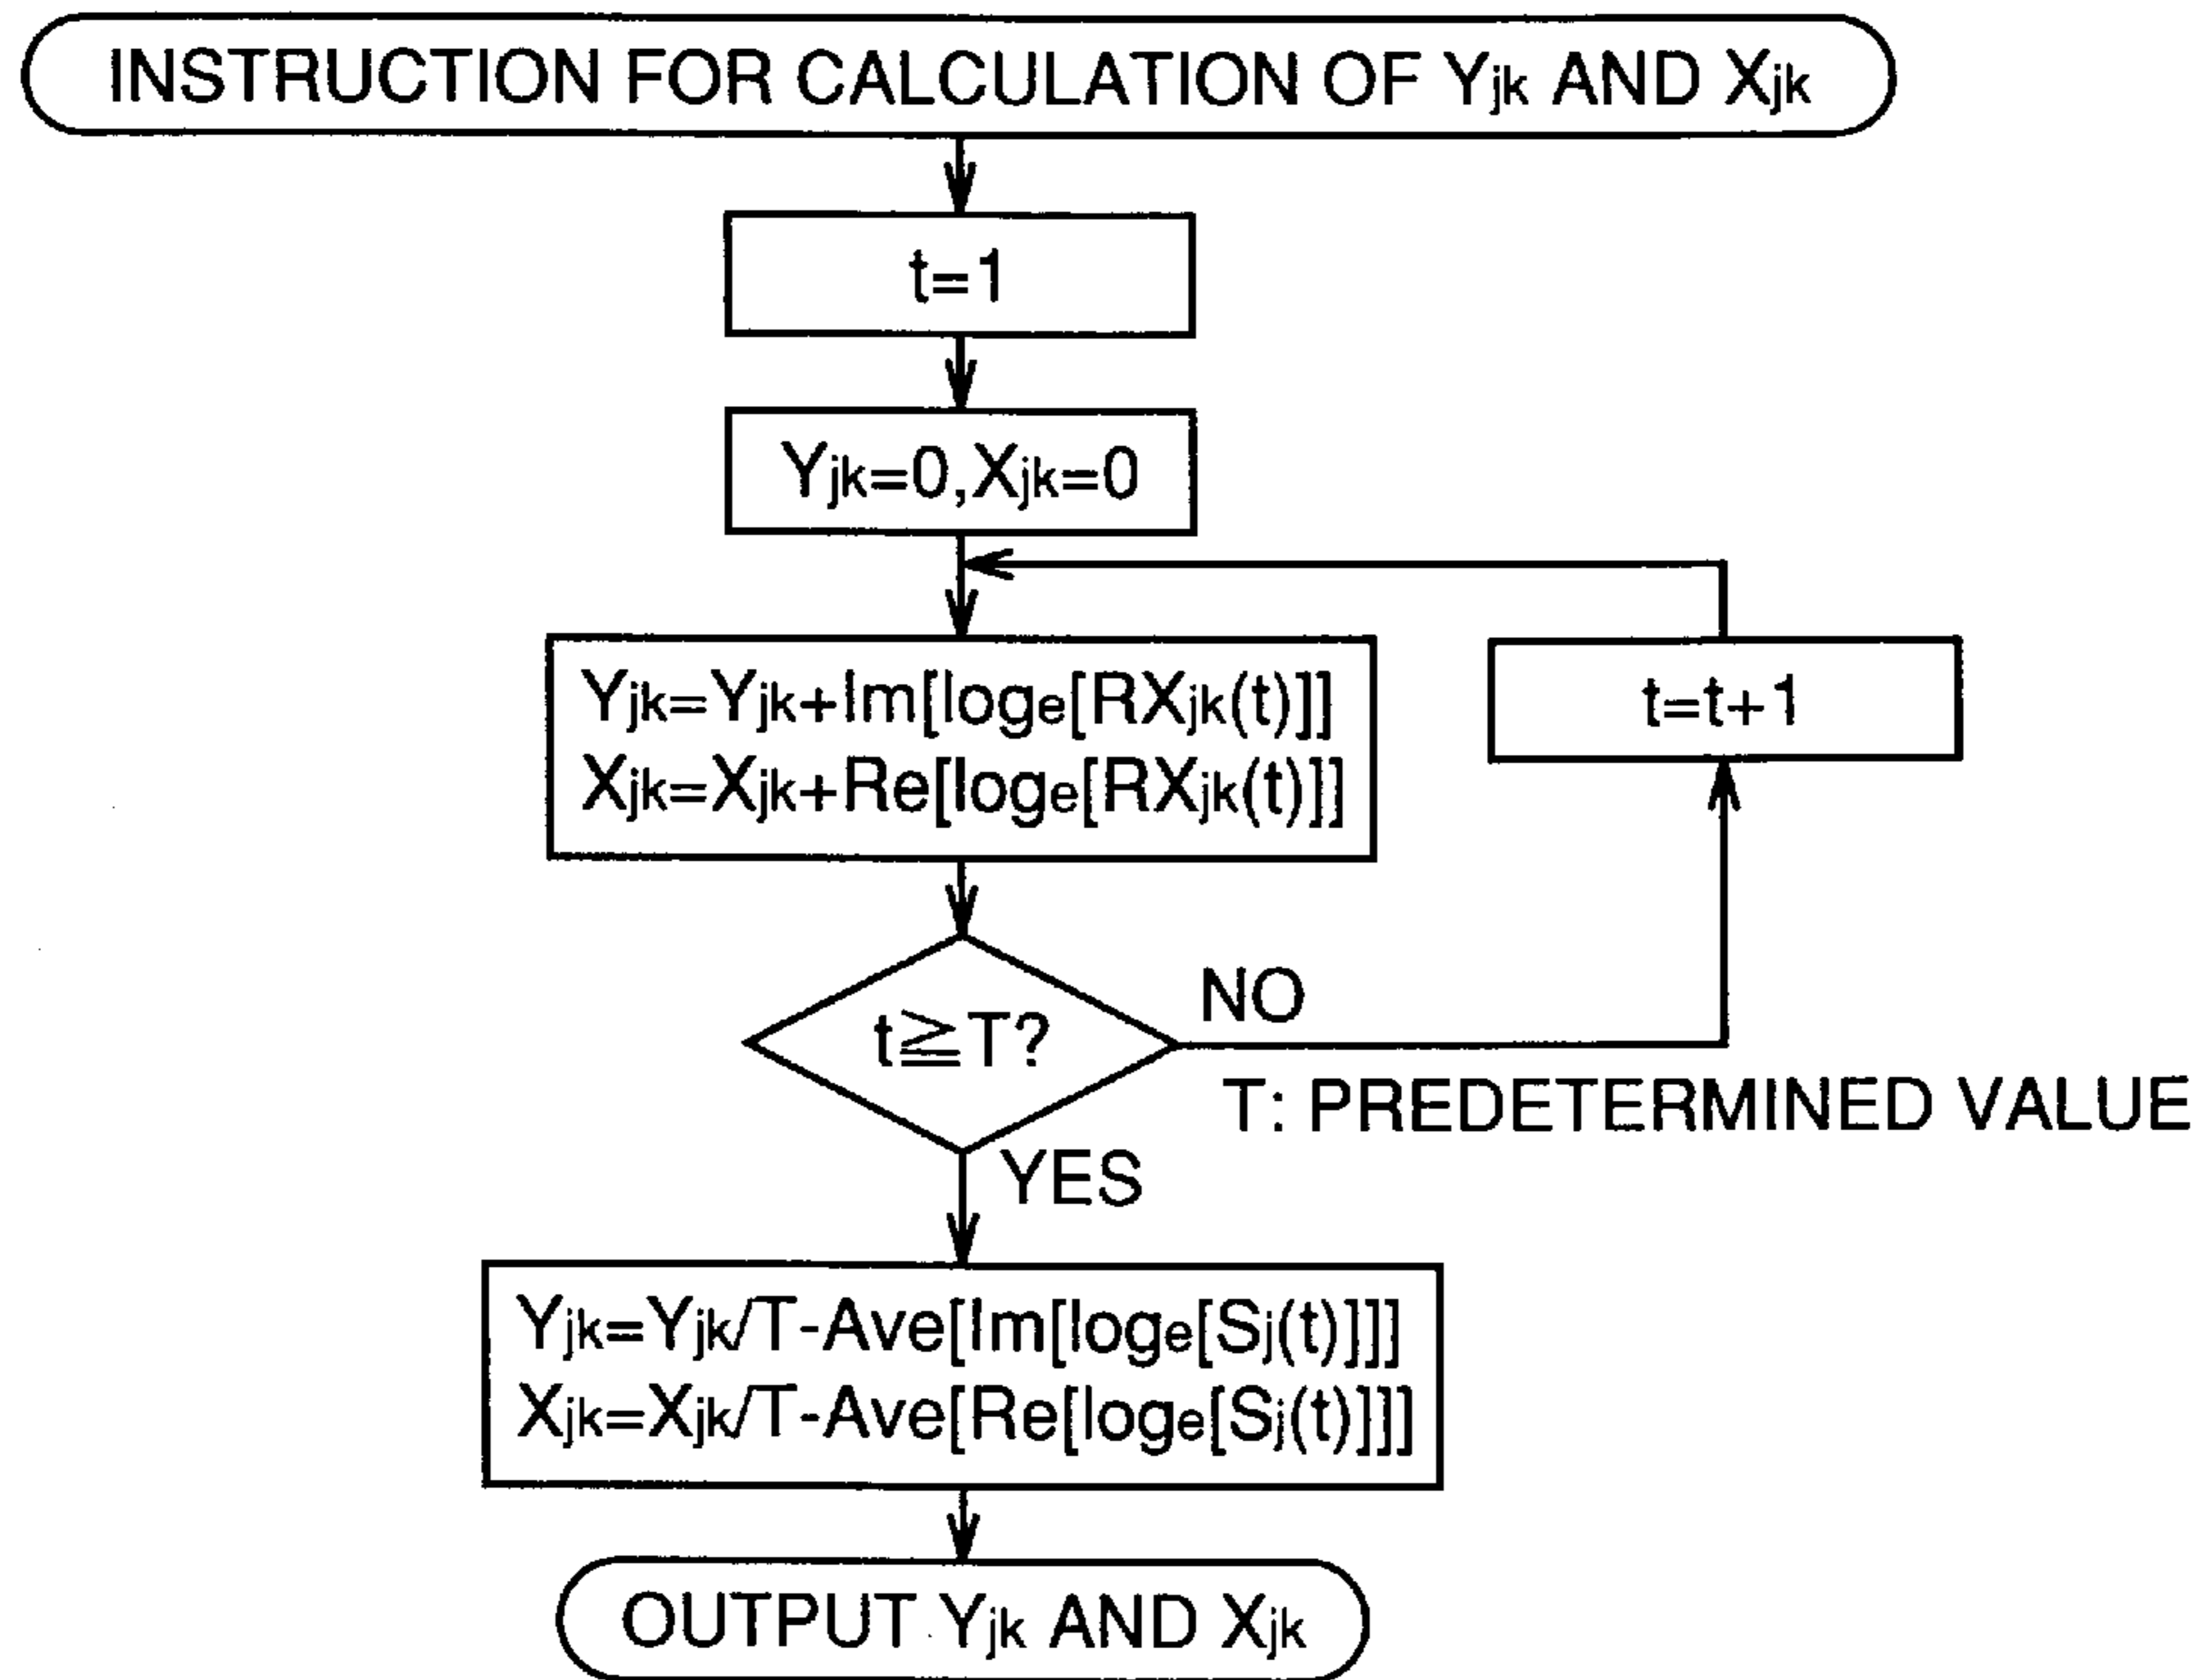 INSTRUCTION FOR CALCULATION OF Yjk AND Xjk
t=1
Yjk=0,Xjk=0
Yjk=Yjk+Im[loge[RXjk(t)]]
Xjk=Xjk+Re[loge[RXjk(t)]]
t=t+1
t≧T?
NO
T: PREDETERMINED VALUE
YES
Yjk=Yjk/T-Ave[Im[loge[Sj(t)]]]
Xjk=Xjk/T-Ave[Re[loge[Sj(t)]]]
OUTPUT Yjk AND Xjk